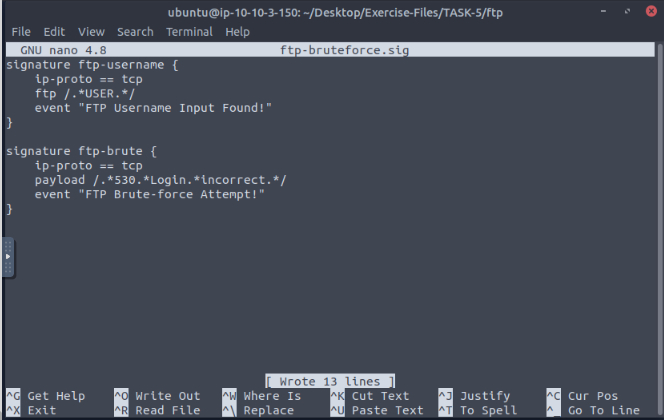 ubuntu@ip-10-10-3-150: ~/Desktop/Exercise-Files/TASK-5/ftp
File Edit View Search Terminal Help
GNU nano 4.8 ftp-bruteforce.sig
signature ftp-username {
    ip-proto == tcp
    ftp /.*USER.*/
    event "FTP Username Input Found!"
}

signature ftp-brute {
    ip-proto == tcp
    payload /.*530.*Login.*incorrect.*/
    event "FTP Brute-force Attempt!"
}
[ Wrote 13 lines ]
^G Get Help ^O Write Out ^W Where Is ^K Cut Text ^J Justify ^C Cur Pos
^X Exit ^R Read File ^\ Replace ^U Paste Text ^T To Spell ^_ Go To Line